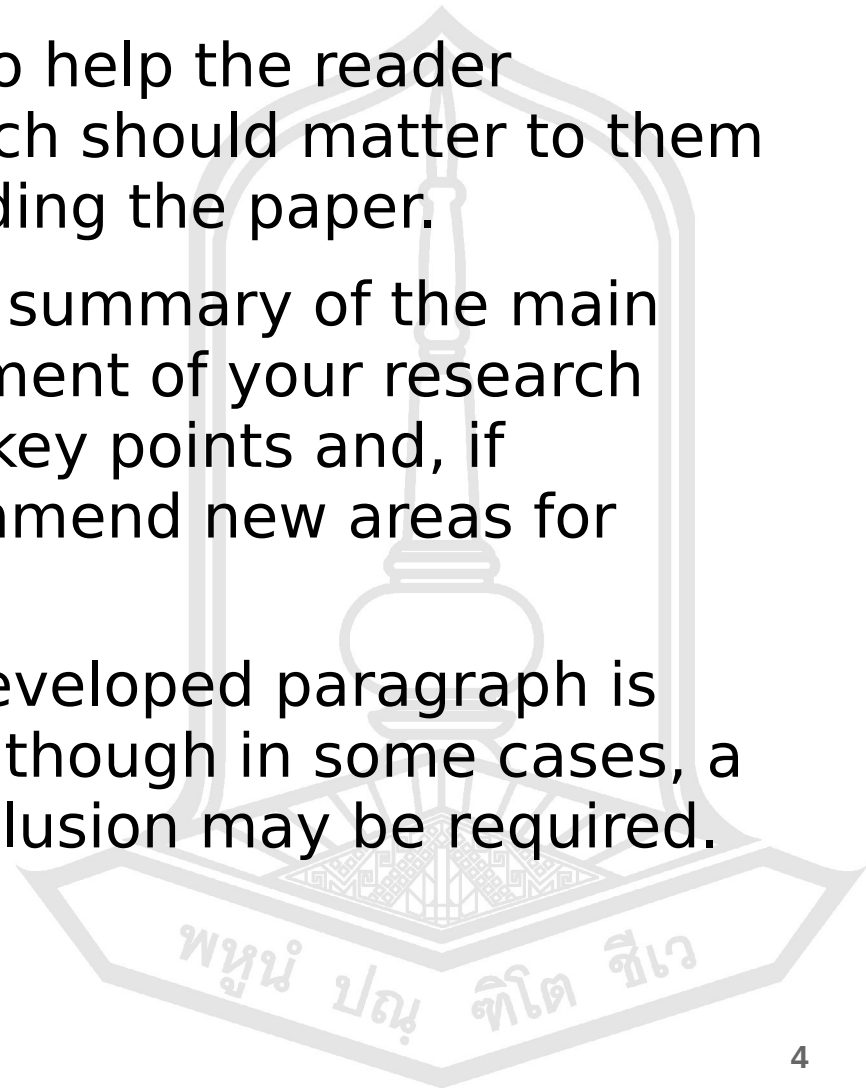 o help the reader
ch should matter to them
ding the paper.
summary of the main
ment of your research
key points and, if
mend new areas for
eveloped paragraph is
though in some cases, a
lusion may be required.
พหูนํ ปณฺฑิโต ชีเว
4